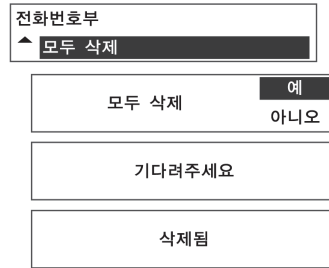 전화번호부
모두 삭제
모두 삭제
예
아니오
기다려주세요
삭제됨